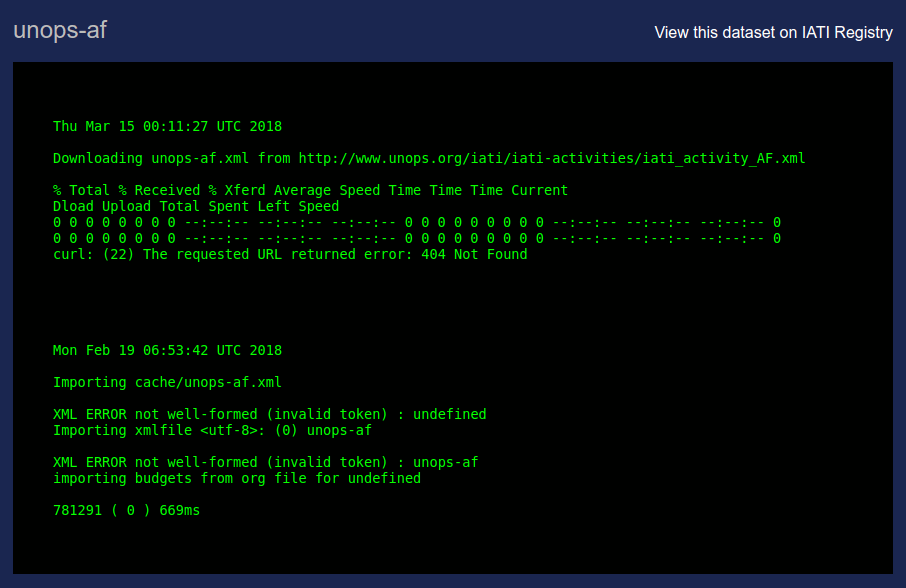 unops-af
View this dataset on IATI Registry
Thu Mar 15 00:11:27 UTC 2018
Downloading unops-af.xml from http://www.unops.org/iati/iati-activities/iati_activity_AF.xml
% Total % Received % Xferd Average Speed Time Time Time Current
Dload Upload Total Spent Left Speed
0 0 0 0 0 0 0 0 --:--:-- --:--:-- --:--:-- 0 0 0 0 0 0 0 0 0 --:--:-- --:--:-- --:--:-- 0
0 0 0 0 0 0 0 0 --:--:-- --:--:-- --:--:-- 0 0 0 0 0 0 0 0 0 --:--:-- --:--:-- --:--:-- 0
curl: (22) The requested URL returned error: 404 Not Found
Mon Feb 19 06:53:42 UTC 2018
Importing cache/unops-af.xml
XML ERROR not well-formed (invalid token) : undefined
Importing xmlfile <utf-8>: (0) unops-af
XML ERROR not well-formed (invalid token) : unops-af
importing budgets from org file for undefined
781291 ( 0 ) 669ms